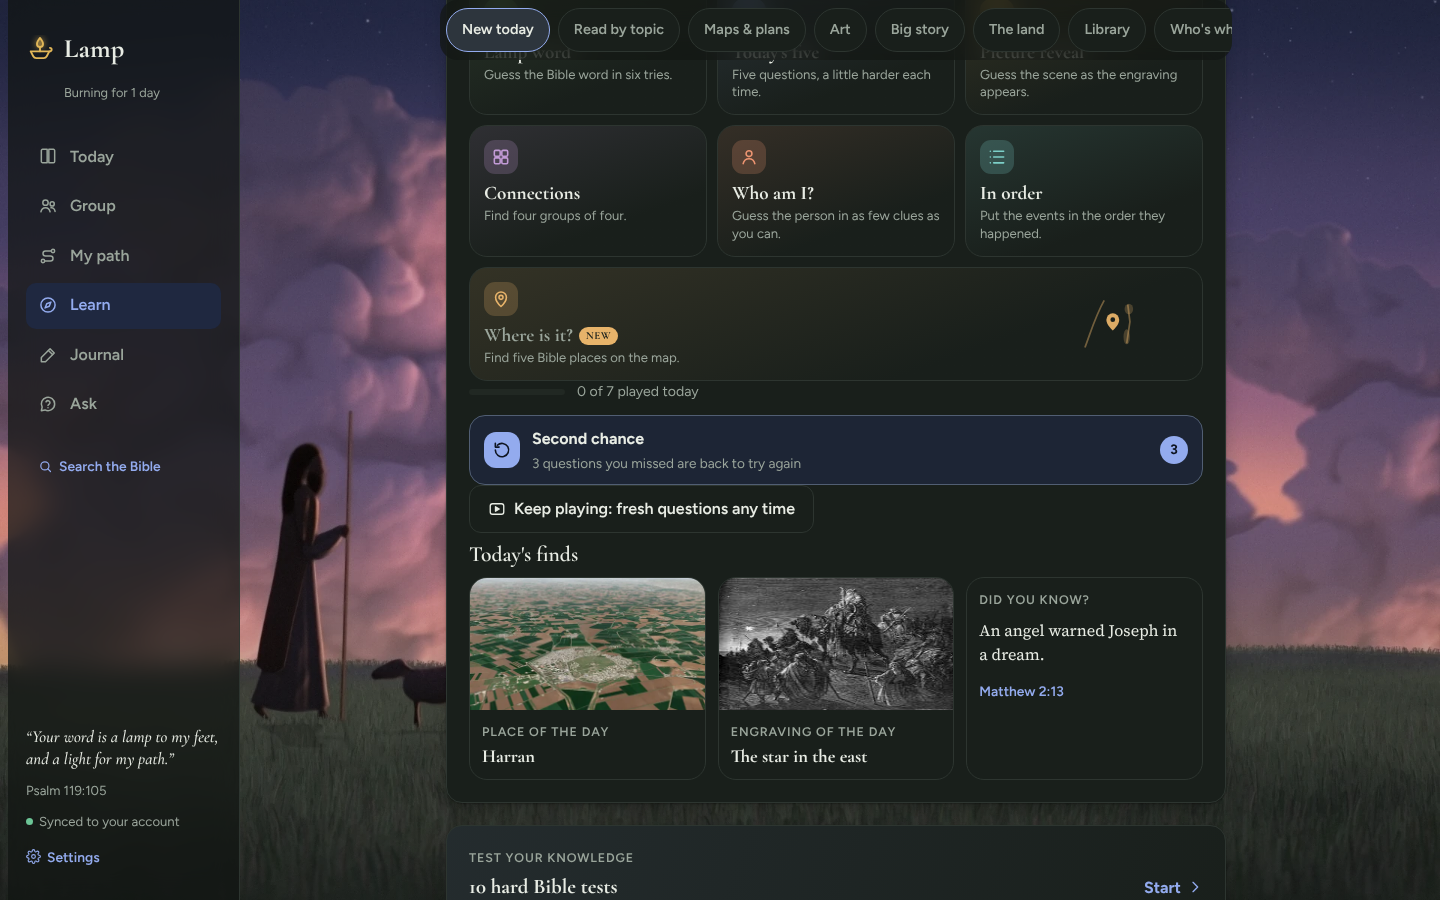 Lamp
Burning for 1 day
Today
Group
My path
Learn
Journal
Ask
Search the Bible
“Your word is a lamp to my feet,
and a light for my path.”
Psalm 119:105
Synced to your account
Settings
New today
Read by topic
Maps & plans
Art
Big story
The land
Library
Who's wh
Lamp word
Guess the Bible word in six tries.
Today's five
Five questions, a little harder each
time.
Picture reveal
Guess the scene as the engraving
appears.
Connections
Find four groups of four.
Who am I?
Guess the person in as few clues as
you can.
In order
Put the events in the order they
happened.
Where is it? NEW
Find five Bible places on the map.
0 of 7 played today
Second chance
3 questions you missed are back to try again
3
Keep playing: fresh questions any time
Today's finds
PLACE OF THE DAY
Harran
ENGRAVING OF THE DAY
The star in the east
DID YOU KNOW?
An angel warned Joseph in
a dream.
Matthew 2:13
TEST YOUR KNOWLEDGE
10 hard Bible tests
Start